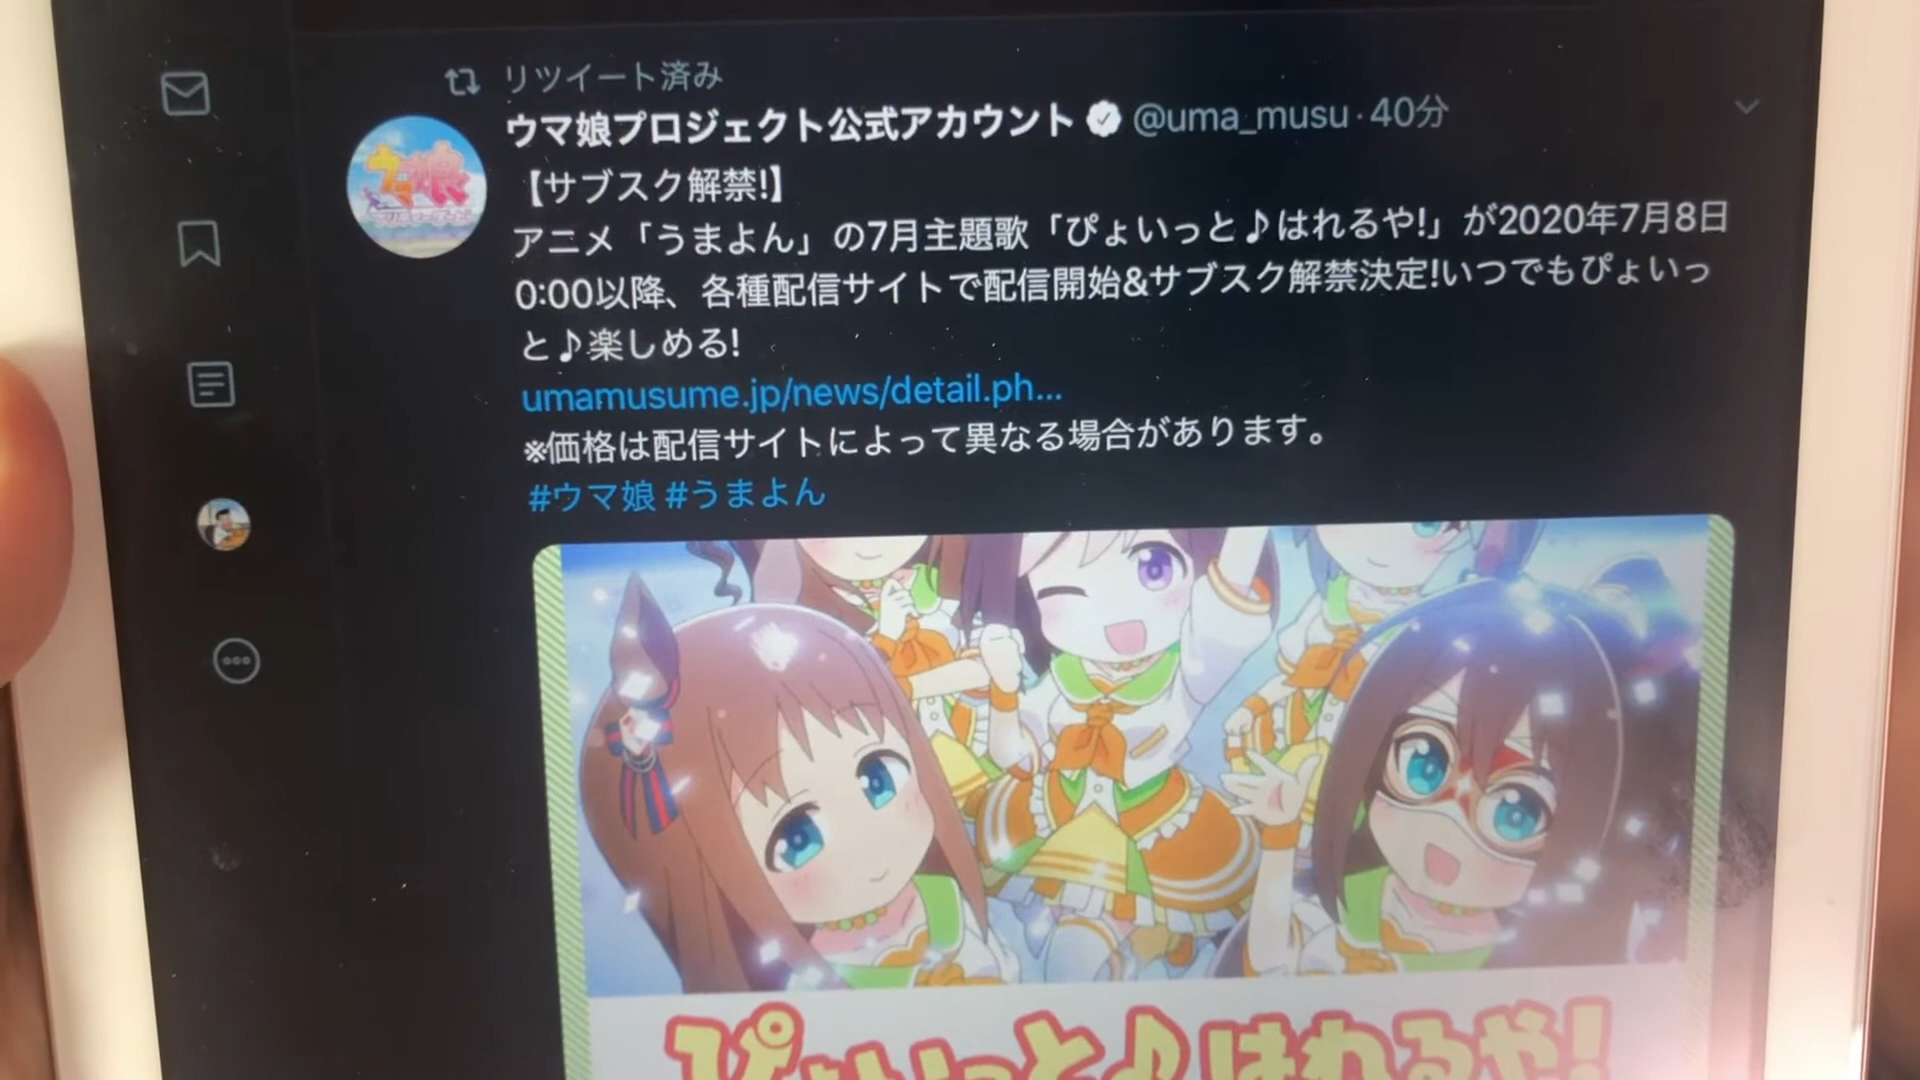 リツイート済み
ウマ娘プロジェクト公式アカウント @uma_musu·40分
【サブスク解禁!】
アニメ「うまよん」の7月主題歌「ぴょいっと♪はれるや!」が2020年7月8日
0:00以降、各種配信サイトで配信開始&サブスク解禁決定!いつでもぴょいっ
と♪楽しめる!
umamusume.jp/news/detail.ph...
※価格は配信サイトによって異なる場合があります。
#ウマ娘 #うまよん
ウマ娘
ぴょいっと♪はれるや!